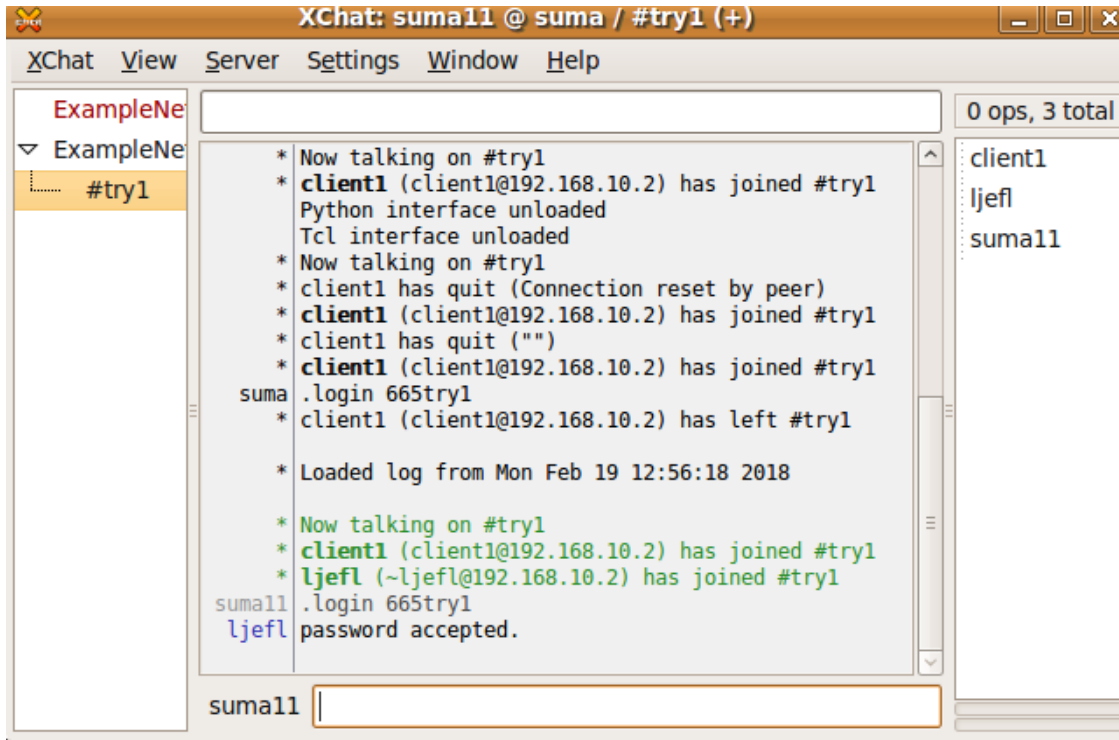 XChat: suma11 @ suma / #try1 (+)
XChat View Server Settings Window Help
ExampleNe
ExampleNe
#try1
* Now talking on #try1
* client1 (client1@192.168.10.2) has joined #try1
Python interface unloaded
Tcl interface unloaded
* Now talking on #try1
* client1 has quit (Connection reset by peer)
* client1 (client1@192.168.10.2) has joined #try1
* client1 has quit ("")
* client1 (client1@192.168.10.2) has joined #try1
suma .login 665try1
* client1 (client1@192.168.10.2) has left #try1
* Loaded log from Mon Feb 19 12:56:18 2018
* Now talking on #try1
* client1 (client1@192.168.10.2) has joined #try1
* ljefl (~ljefl@192.168.10.2) has joined #try1
suma11 .login 665try1
ljefl password accepted.
suma11
0 ops, 3 total
client1
ljefl
suma11